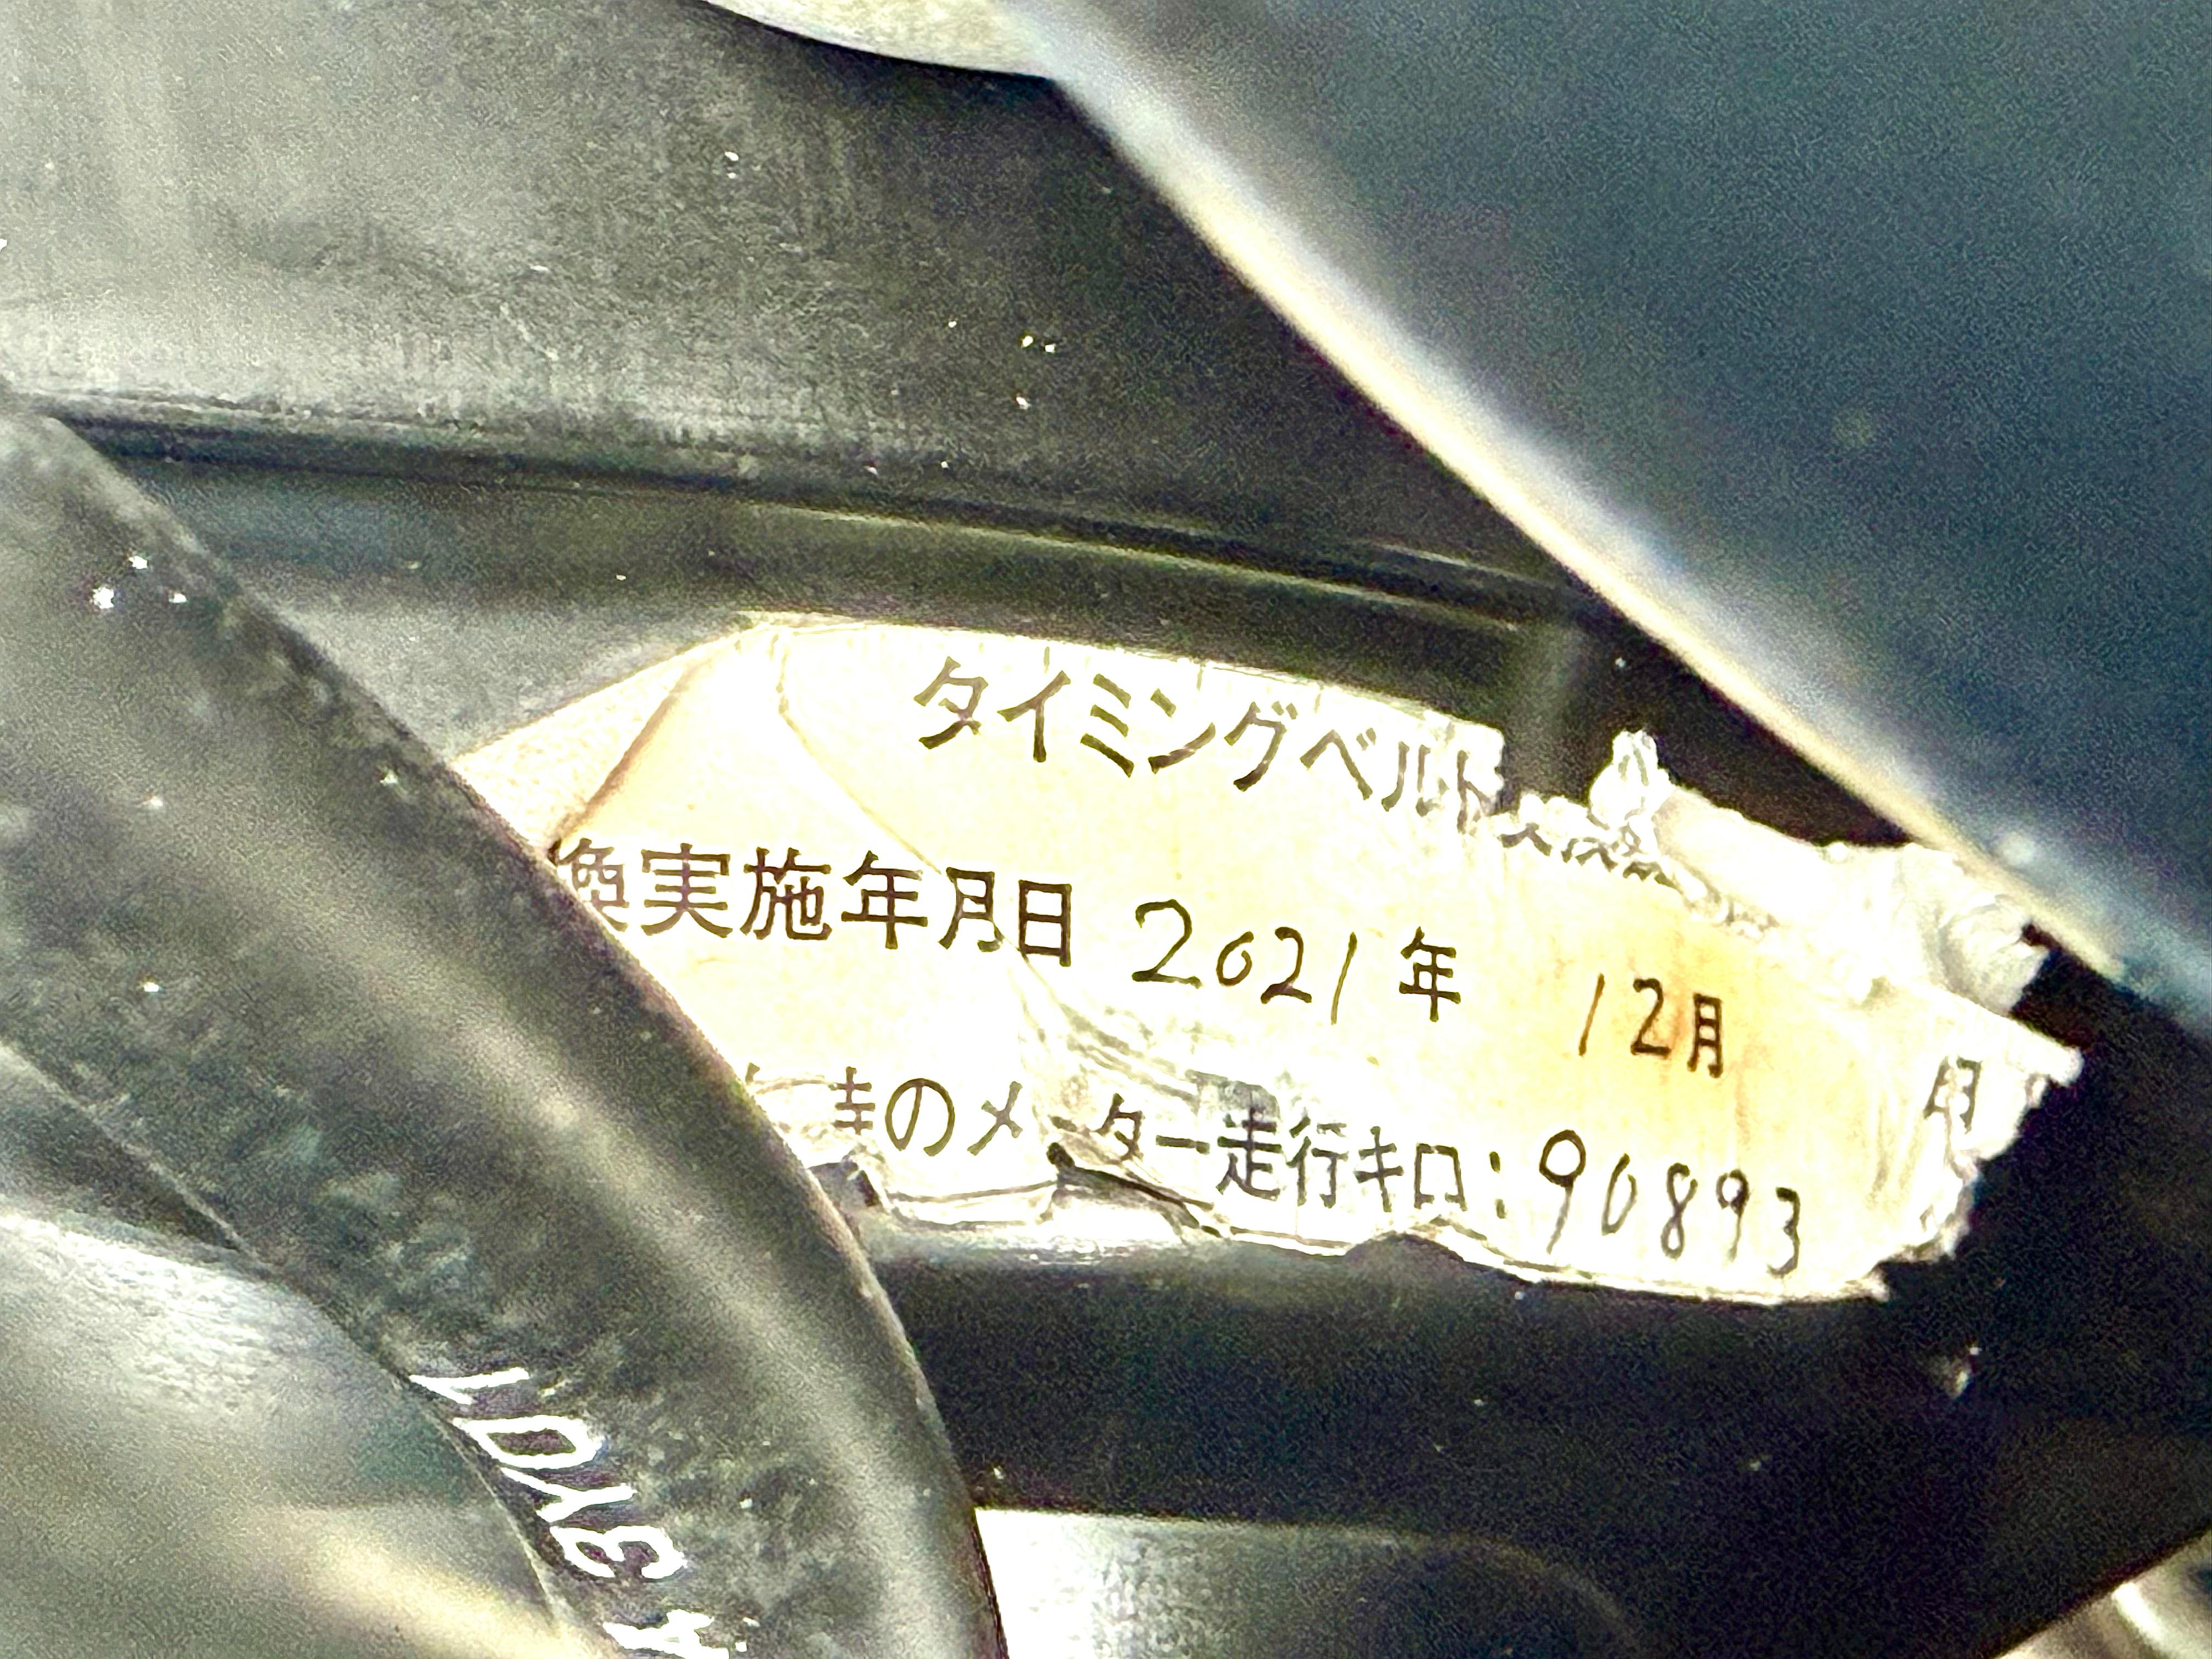 タイミングベルト
換実施年月日 2021年 12月
のメーター走行キロ:90893
A3Y01